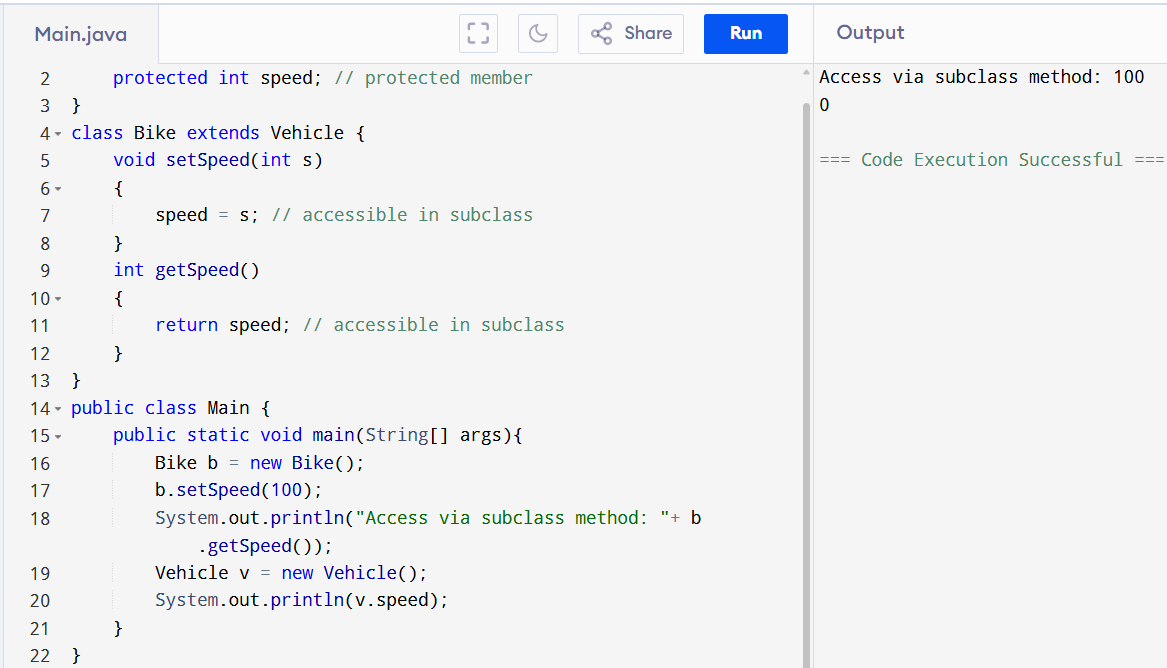 Main.java
Share
Run
Output
2     protected int speed; // protected member
3 }
4 class Bike extends Vehicle {
5     void setSpeed(int s)
6     {
7         speed = s; // accessible in subclass
8     }
9     int getSpeed()
10     {
11         return speed; // accessible in subclass
12     }
13 }
14 public class Main {
15     public static void main(String[] args){
16         Bike b = new Bike();
17         b.setSpeed(100);
18         System.out.println("Access via subclass method: "+ b
            .getSpeed());
19         Vehicle v = new Vehicle();
20         System.out.println(v.speed);
21     }
22 }
Access via subclass method: 100
0
=== Code Execution Successful ===